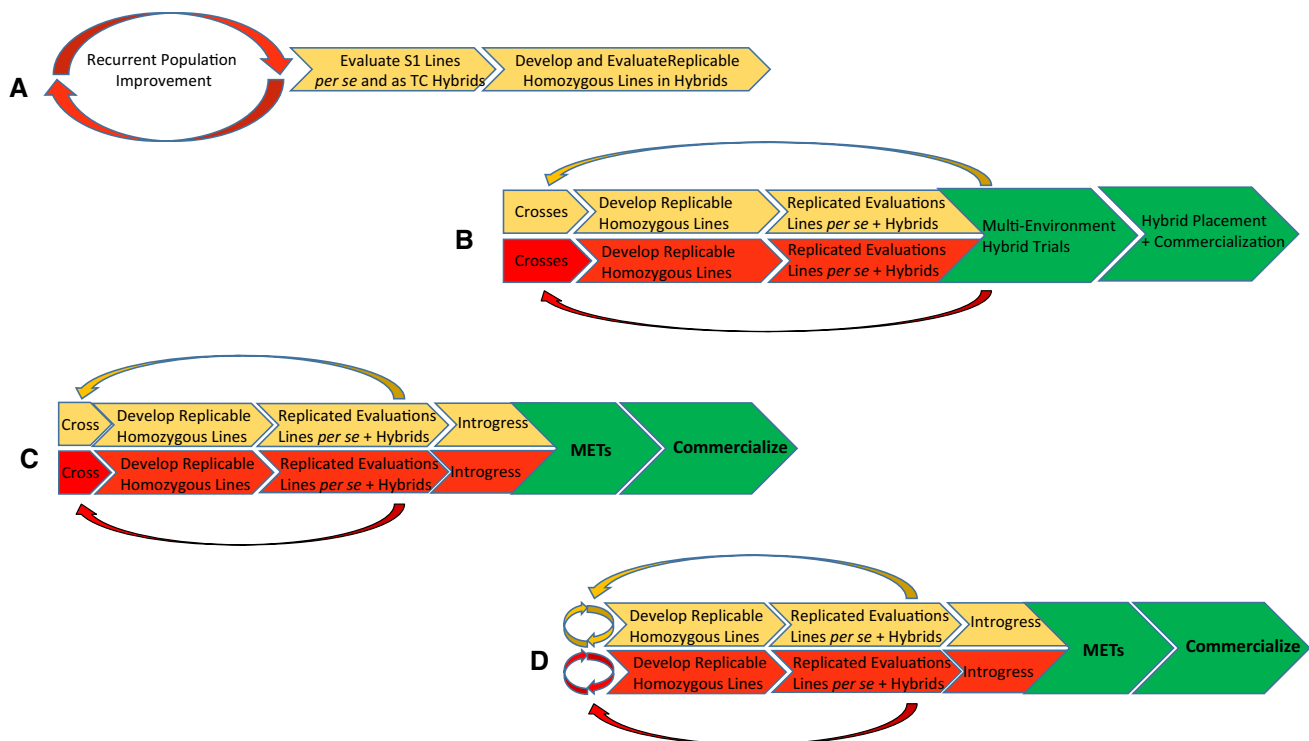 A
Recurrent Population
Improvement
Evaluate S1 Lines
per se and as TC Hybrids
Develop and EvaluateReplicable
Homozygous Lines in Hybrids
B
Crosses
Develop Replicable
Homozygous Lines
Replicated Evaluations
Lines per se + Hybrids
Crosses
Develop Replicable
Homozygous Lines
Replicated Evaluations
Lines per se + Hybrids
Multi-Environment
Hybrid Trials
Hybrid Placement
+ Commercialization
C
Cross
Develop Replicable
Homozygous Lines
Replicated Evaluations
Lines per se + Hybrids
Introgress
Cross
Develop Replicable
Homozygous Lines
Replicated Evaluations
Lines per se + Hybrids
Introgress
METs
Commercialize
D
Develop Replicable
Homozygous Lines
Replicated Evaluations
Lines per se + Hybrids
Introgress
Develop Replicable
Homozygous Lines
Replicated Evaluations
Lines per se + Hybrids
Introgress
METs
Commercialize